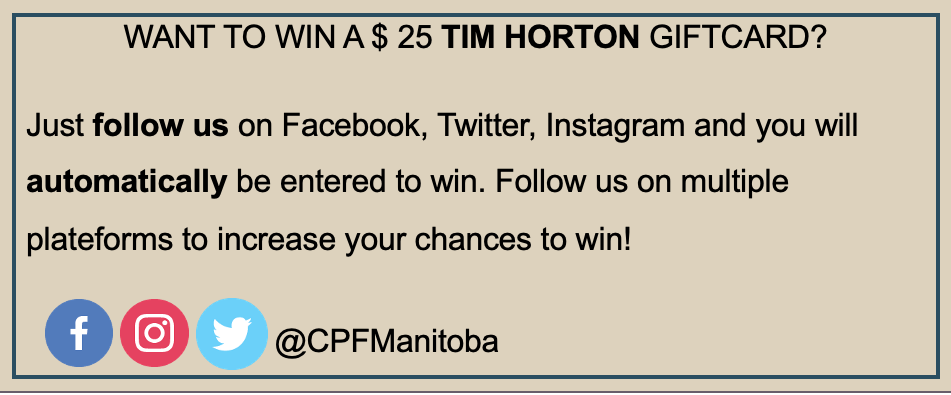 WANT TO WIN A $ 25 TIM HORTON GIFTCARD?
Just follow us on Facebook, Twitter, Instagram and you will
automatically be entered to win. Follow us on multiple
plateforms to increase your chances to win!
@CPFManitoba